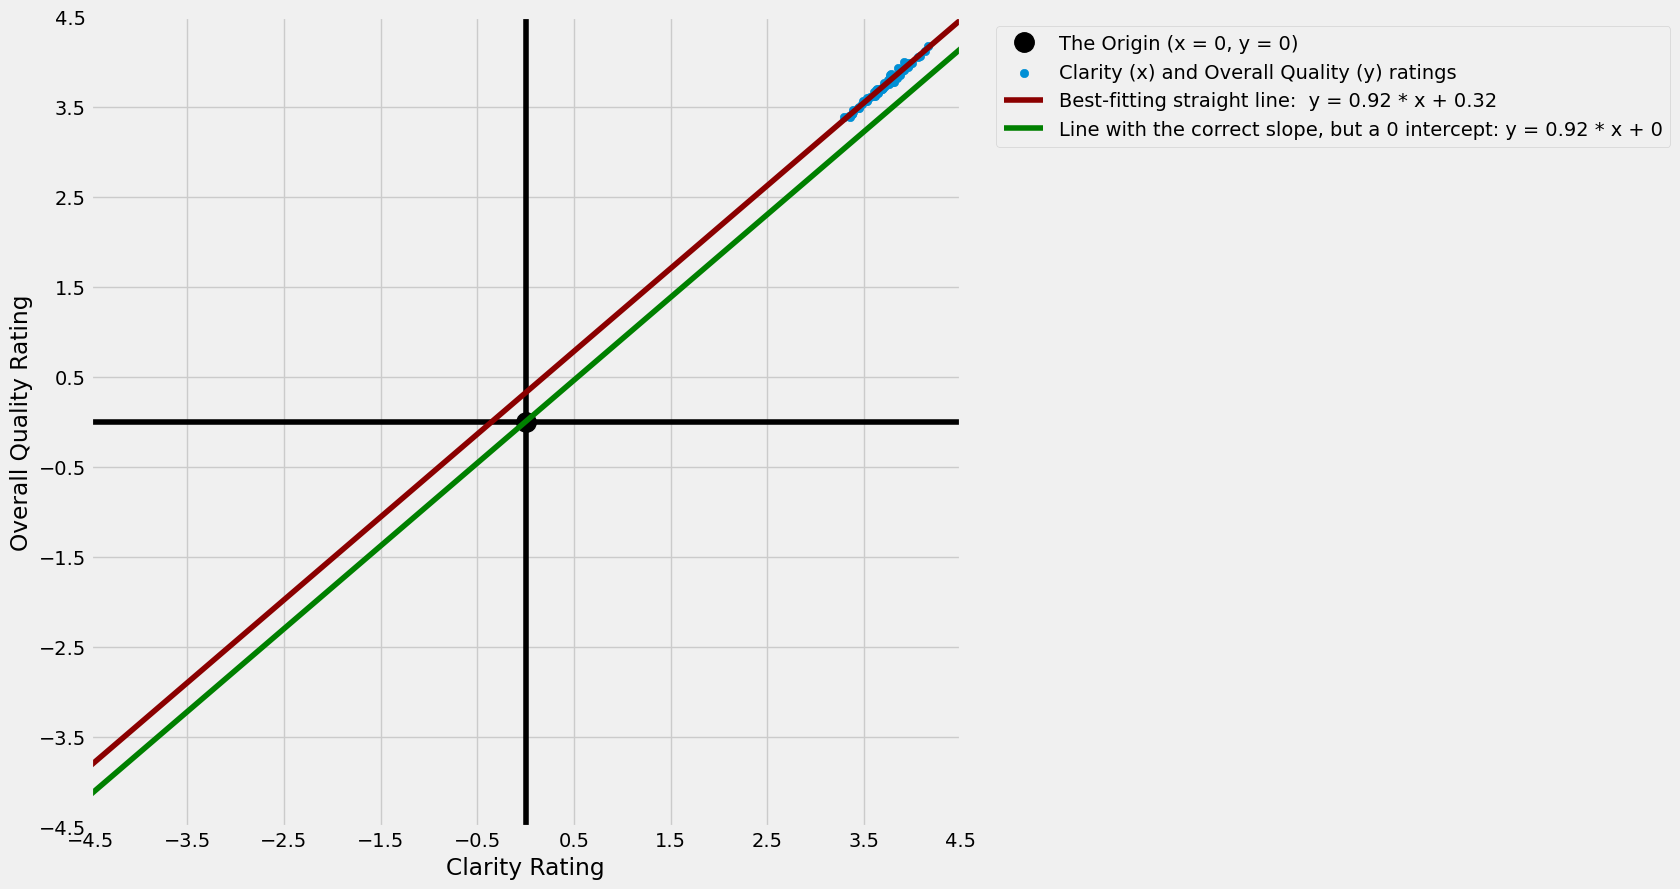 4.5
3.5
2.5
1.5
0.5
−0.5
−1.5
−2.5
−3.5
−4.5
Overall Quality Rating
−4.5 −3.5 −2.5 −1.5 −0.5 0.5 1.5 2.5 3.5 4.5
Clarity Rating
The Origin (x = 0, y = 0)
Clarity (x) and Overall Quality (y) ratings
Best-fitting straight line:  y = 0.92 * x + 0.32
Line with the correct slope, but a 0 intercept: y = 0.92 * x + 0